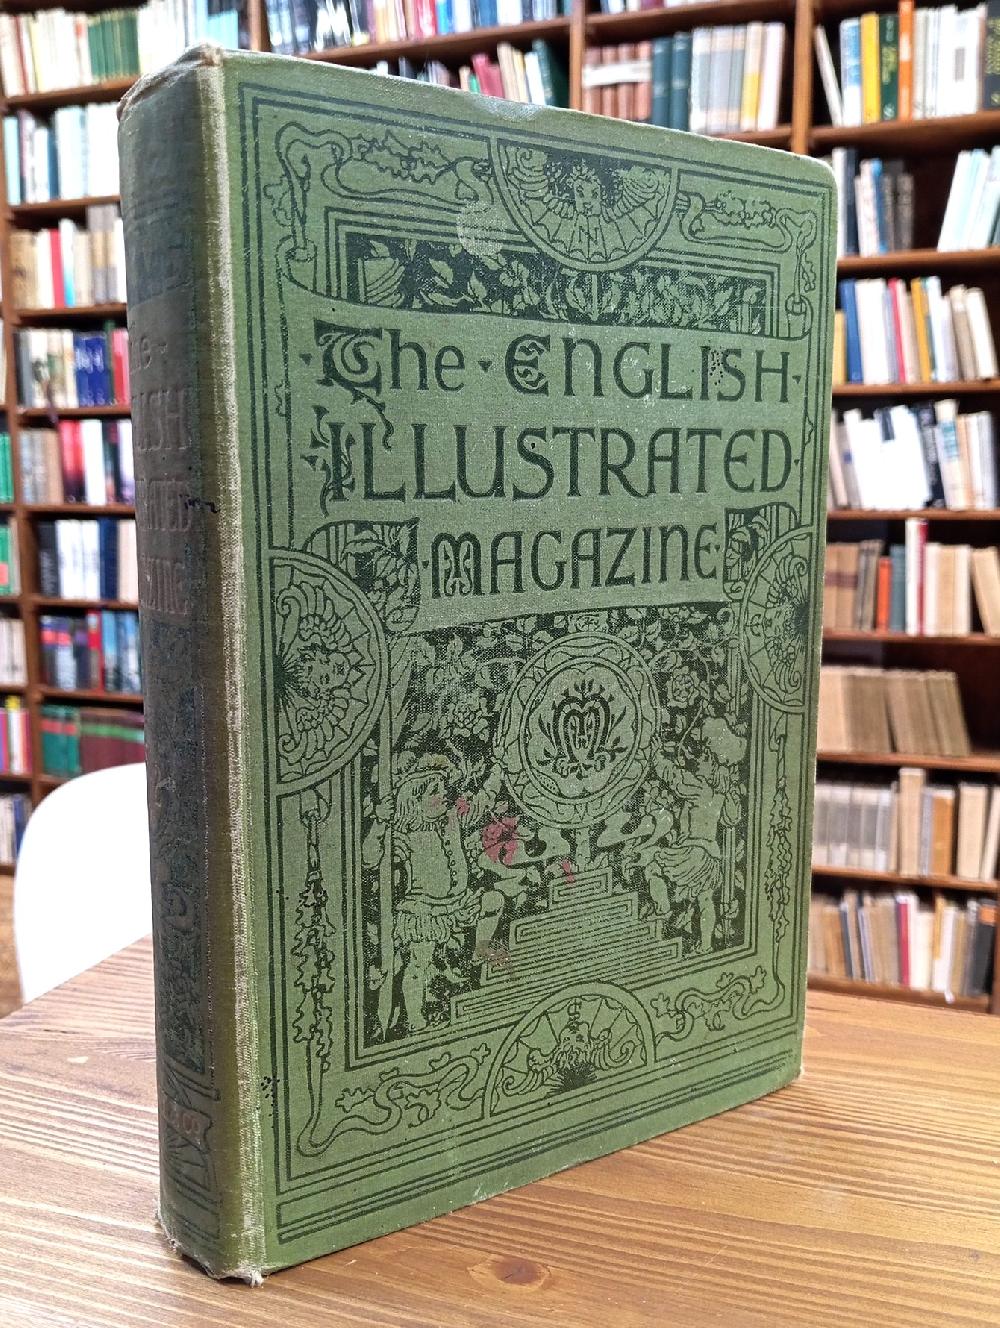 The · ENGLISH ·
ILLUSTRATED ·
· MAGAZINE ·
M